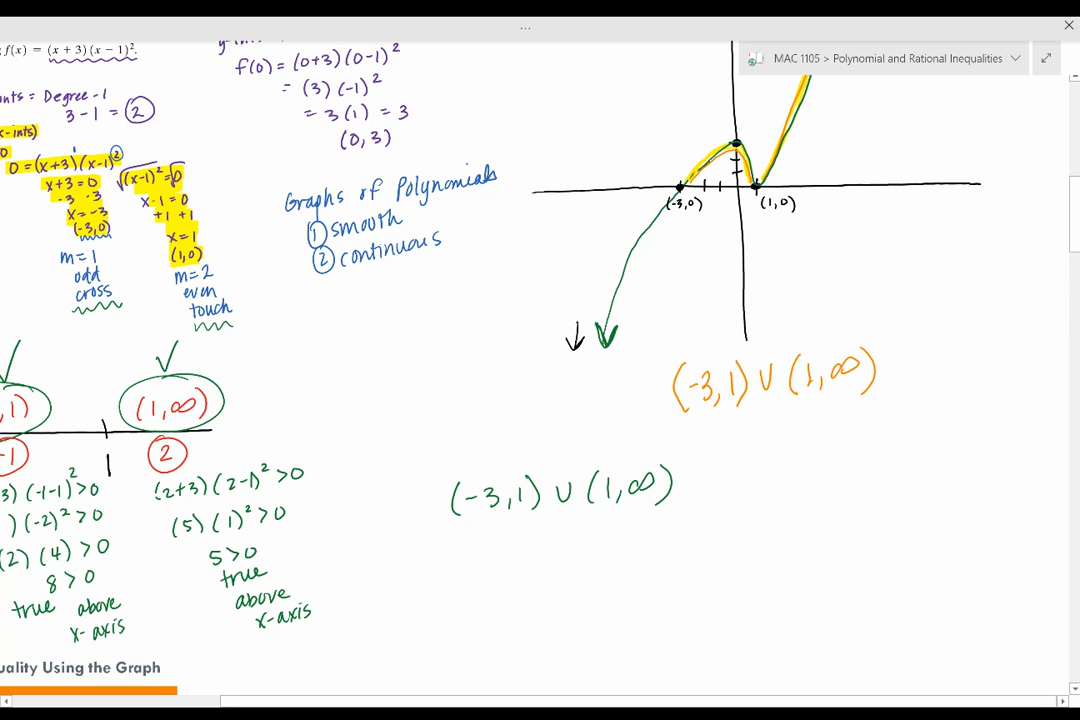 ; f(x) = (x + 3)(x − 1)².
f(0) = (0+3)(0-1)²
= (3)(-1)²
= 3(1) = 3
(0,3)
nts = Degree-1
3-1 = 2
x-ints)
0 = (x+3)¹(x-1)²
x+3=0
-3 -3
x=-3
(-3,0)
m=1
odd
cross
√(x-1)² = √0
x-1=0
+1 +1
x=1
(1,0)
m=2
even
touch
Graphs of Polynomials
① smooth
② continuous
...
MAC 1105 > Polynomial and Rational Inequalities
(-3,0)
(1,0)
(-3,1) ∪ (1,∞)
,1)
(1,∞)
-1
1
2
3)(-1-1)²>0
)(-2)²>0
(2)(4)>0
8>0
true above
x-axis
(2+3)(2-1)²>0
(5)(1)²>0
5>0
true
above
x-axis
(-3,1) ∪ (1,∞)
uality Using the Graph